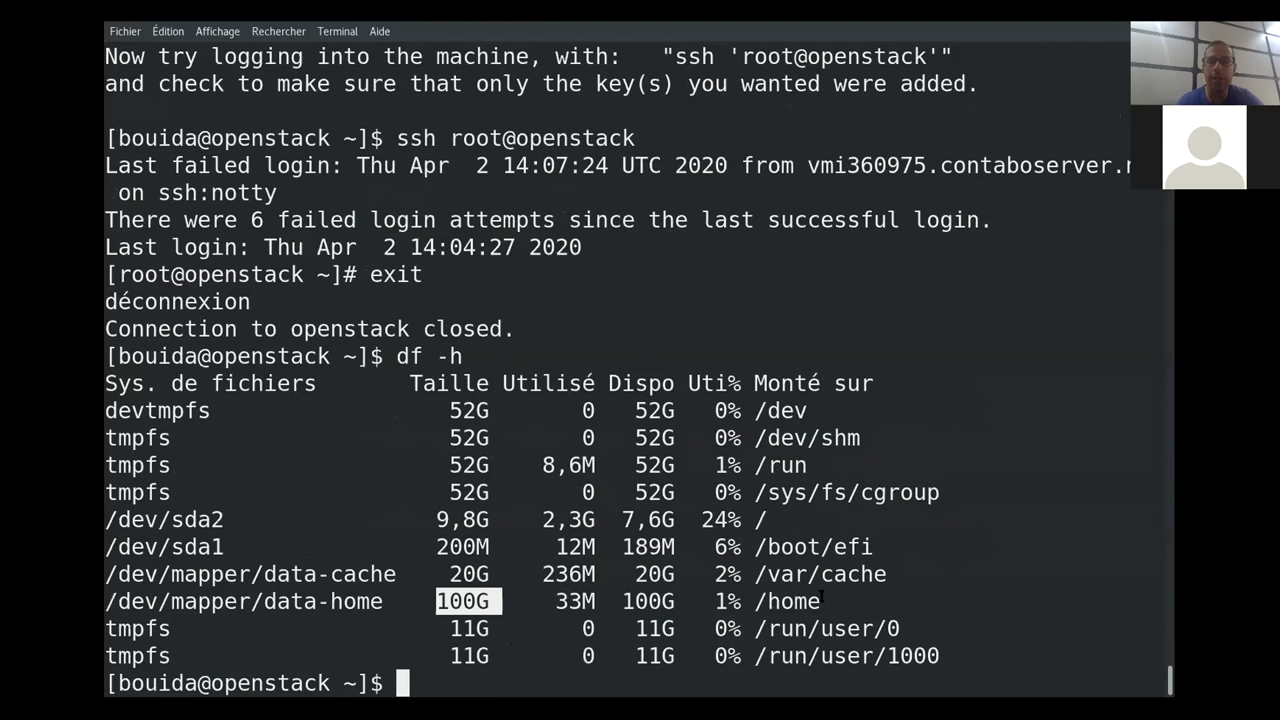 Fichier Édition Affichage Rechercher Terminal Aide
Now try logging into the machine, with:   "ssh 'root@openstack'"
and check to make sure that only the key(s) you wanted were added.
[bouida@openstack ~]$ ssh root@openstack
Last failed login: Thu Apr  2 14:07:24 UTC 2020 from vmi360975.contaboserver.
 on ssh:notty
There were 6 failed login attempts since the last successful login.
Last login: Thu Apr  2 14:04:27 2020
[root@openstack ~]# exit
déconnexion
Connection to openstack closed.
[bouida@openstack ~]$ df -h
Sys. de fichiers       Taille Utilisé Dispo Uti% Monté sur
devtmpfs                  52G       0   52G   0% /dev
tmpfs                     52G       0   52G   0% /dev/shm
tmpfs                     52G    8,6M   52G   1% /run
tmpfs                     52G       0   52G   0% /sys/fs/cgroup
/dev/sda2                9,8G    2,3G  7,6G  24% /
/dev/sda1                200M     12M  189M   6% /boot/efi
/dev/mapper/data-cache    20G    236M   20G   2% /var/cache
/dev/mapper/data-home    100G     33M  100G   1% /home
tmpfs                     11G       0   11G   0% /run/user/0
tmpfs                     11G       0   11G   0% /run/user/1000
[bouida@openstack ~]$